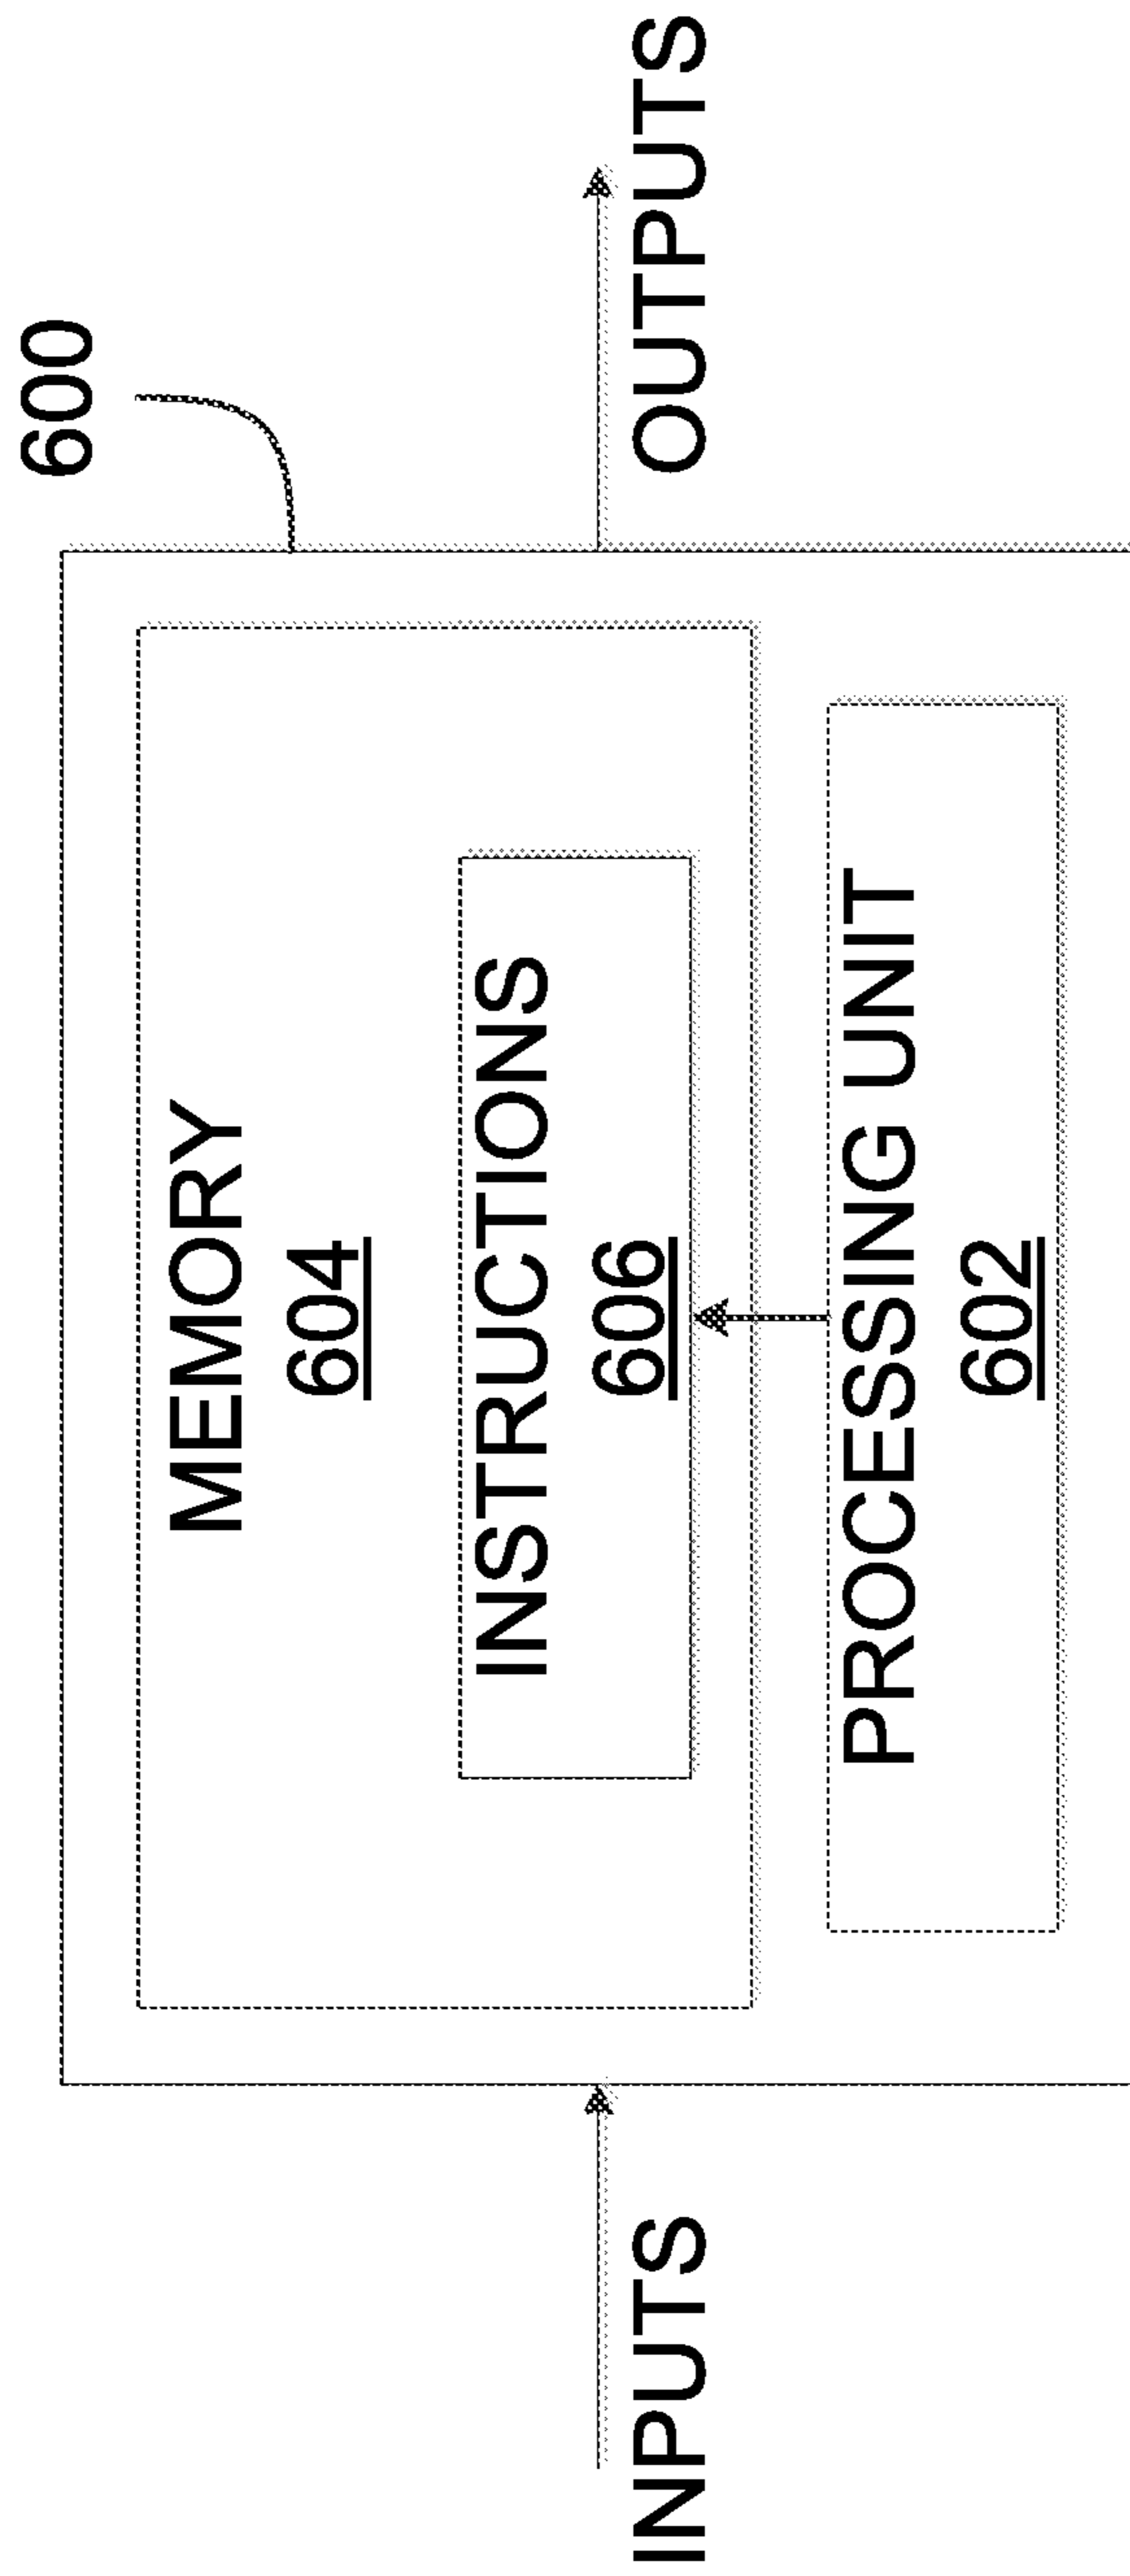 600
MEMORY
604
INSTRUCTIONS
606
INPUTS
OUTPUTS
PROCESSING UNIT
602